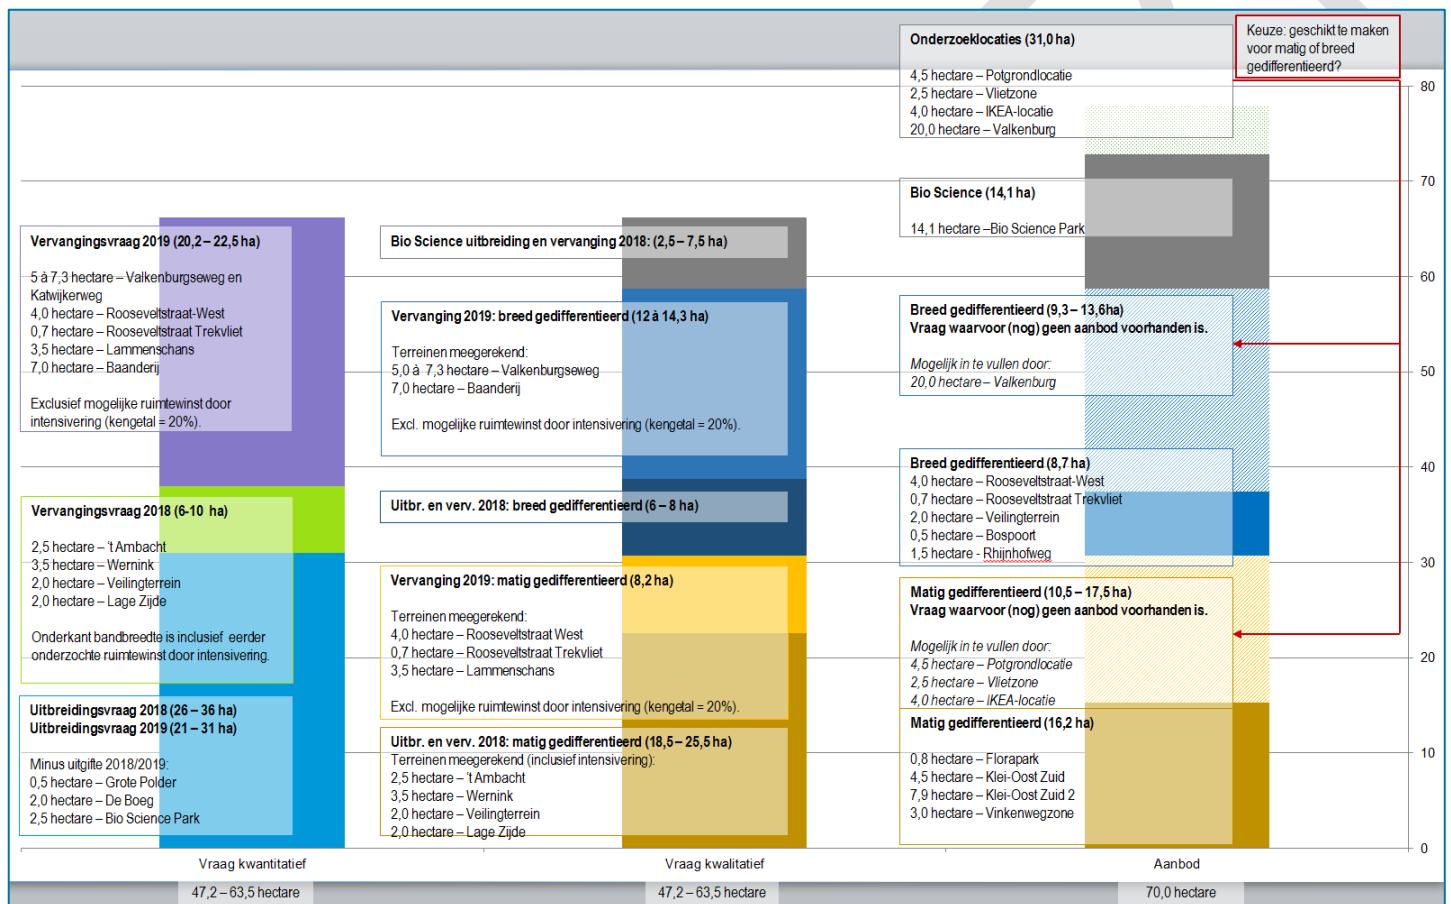 Onderzoeklocaties (31,0 ha)
4,5 hectare – Potgrondlocatie
2,5 hectare – Vlietzone
4,0 hectare – IKEA-locatie
20,0 hectare – Valkenburg
Keuze: geschikt te maken
voor matig of breed
gedifferentieerd?
80
70
60
50
40
30
20
10
0
Vervangingsvraag 2019 (20,2 – 22,5 ha)
5 à 7,3 hectare – Valkenburgseweg en
Katwijkerweg
4,0 hectare – Rooseveltstraat-West
0,7 hectare – Rooseveltstraat Trekvliet
3,5 hectare – Lammenschans
7,0 hectare – Baanderij
Exclusief mogelijke ruimtewinst door
intensivering (kengetal = 20%).
Vervangingsvraag 2018 (6-10 ha)
2,5 hectare – 't Ambacht
3,5 hectare – Wernink
2,0 hectare – Veilingterrein
2,0 hectare – Lage Zijde
Onderkant bandbreedte is inclusief eerder
onderzochte ruimtewinst door intensivering.
Uitbreidingsvraag 2018 (26 – 36 ha)
Uitbreidingsvraag 2019 (21 – 31 ha)
Minus uitgifte 2018/2019:
0,5 hectare – Grote Polder
2,0 hectare – De Boeg
2,5 hectare – Bio Science Park
Bio Science uitbreiding en vervanging 2018: (2,5 – 7,5 ha)
Vervanging 2019: breed gedifferentieerd (12 à 14,3 ha)
Terreinen meegerekend:
5,0 à 7,3 hectare – Valkenburgseweg
7,0 hectare – Baanderij
Excl. mogelijke ruimtewinst door intensivering (kengetal = 20%).
Uitbr. en verv. 2018: breed gedifferentieerd (6 – 8 ha)
Vervanging 2019: matig gedifferentieerd (8,2 ha)
Terreinen meegerekend:
4,0 hectare – Rooseveltstraat West
0,7 hectare – Rooseveltstraat Trekvliet
3,5 hectare – Lammenschans
Excl. mogelijke ruimtewinst door intensivering (kengetal = 20%).
Uitbr. en verv. 2018: matig gedifferentieerd (18,5 – 25,5 ha)
Terreinen meegerekend (inclusief intensivering):
2,5 hectare – 't Ambacht
3,5 hectare – Wernink
2,0 hectare – Veilingterrein
2,0 hectare – Lage Zijde
Bio Science (14,1 ha)
14,1 hectare –Bio Science Park
Breed gedifferentieerd (9,3 – 13,6ha)
Vraag waarvoor (nog) geen aanbod voorhanden is.
Mogelijk in te vullen door:
20,0 hectare – Valkenburg
Breed gedifferentieerd (8,7 ha)
4,0 hectare – Rooseveltstraat-West
0,7 hectare – Rooseveltstraat Trekvliet
2,0 hectare – Veilingterrein
0,5 hectare – Bospoort
1,5 hectare - Rhijnhofweg
Matig gedifferentieerd (10,5 – 17,5 ha)
Vraag waarvoor (nog) geen aanbod voorhanden is.
Mogelijk in te vullen door:
4,5 hectare – Potgrondlocatie
2,5 hectare – Vlietzone
4,0 hectare – IKEA-locatie
Matig gedifferentieerd (16,2 ha)
0,8 hectare – Florapark
4,5 hectare – Klei-Oost Zuid
7,9 hectare – Klei-Oost Zuid 2
3,0 hectare – Vinkenwegzone
Vraag kwantitatief
Vraag kwalitatief
Aanbod
47,2 – 63,5 hectare
47,2 – 63,5 hectare
70,0 hectare